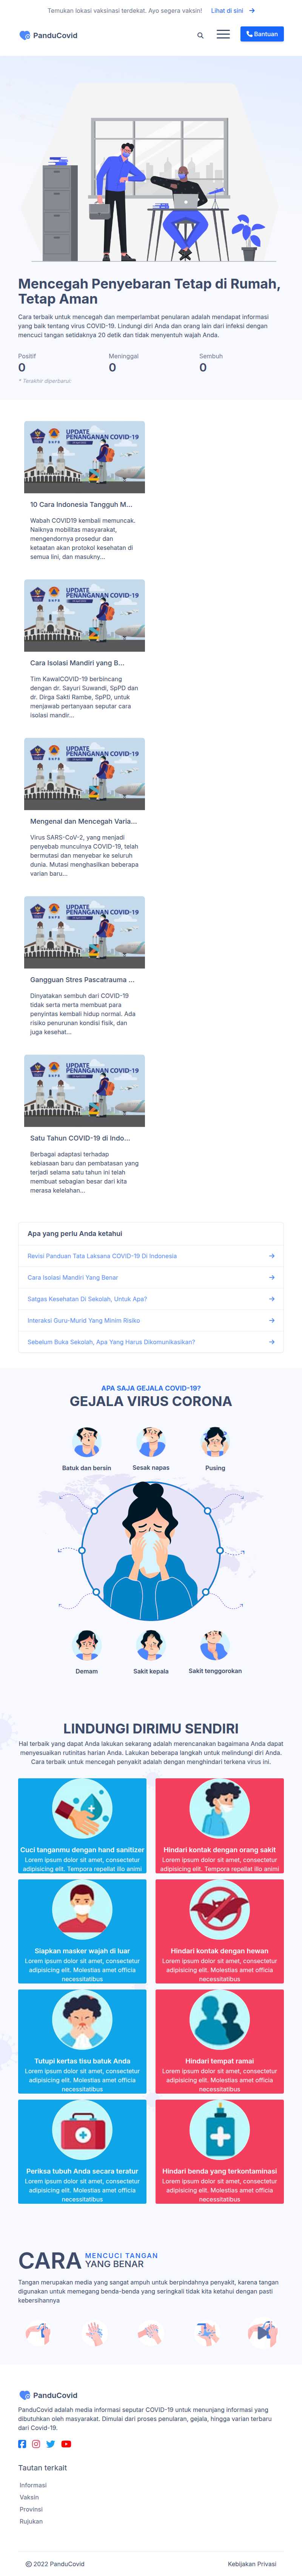 Temukan lokasi vaksinasi terdekat. Ayo segera vaksin! Lihat di sini
PanduCovid
Bantuan
Mencegah Penyebaran Tetap di Rumah,
Tetap Aman
Cara terbaik untuk mencegah dan memperlambat penularan adalah mendapat informasi
yang baik tentang virus COVID-19. Lindungi diri Anda dan orang lain dari infeksi dengan
mencuci tangan setidaknya 20 detik dan tidak menyentuh wajah Anda.
Positif Meninggal Sembuh
0 0 0
* Terakhir diperbarui:
UPDATE
PENANGANAN COVID-19
10 Cara Indonesia Tangguh M...
Wabah COVID19 kembali memuncak.
Naiknya mobilitas masyarakat,
mengendornya prosedur dan
ketaatan akan protokol kesehatan di
semua lini, dan masukny...
UPDATE
PENANGANAN COVID-19
Cara Isolasi Mandiri yang B...
Tim KawalCOVID-19 berbincang
dengan dr. Sayuri Suwandi, SpPD dan
dr. Dirga Sakti Rambe, SpPD, untuk
menjawab pertanyaan seputar cara
isolasi mandir...
UPDATE
PENANGANAN COVID-19
Mengenal dan Mencegah Varia...
Virus SARS-CoV-2, yang menjadi
penyebab munculnya COVID-19, telah
bermutasi dan menyebar ke seluruh
dunia. Mutasi menghasilkan beberapa
varian baru...
UPDATE
PENANGANAN COVID-19
Gangguan Stres Pascatrauma ...
Dinyatakan sembuh dari COVID-19
tidak serta merta membuat para
penyintas kembali hidup normal. Ada
risiko penurunan kondisi fisik, dan
juga kesehat...
UPDATE
PENANGANAN COVID-19
Satu Tahun COVID-19 di Indo...
Berbagai adaptasi terhadap
kebiasaan baru dan pembatasan yang
terjadi selama satu tahun ini telah
membuat sebagian besar dari kita
merasa kelelahan...
Apa yang perlu Anda ketahui
Revisi Panduan Tata Laksana COVID-19 Di Indonesia
Cara Isolasi Mandiri Yang Benar
Satgas Kesehatan Di Sekolah, Untuk Apa?
Interaksi Guru-Murid Yang Minim Risiko
Sebelum Buka Sekolah, Apa Yang Harus Dikomunikasikan?
APA SAJA GEJALA COVID-19?
GEJALA VIRUS CORONA
Batuk dan bersin Sesak napas Pusing
Demam Sakit kepala Sakit tenggorokan
LINDUNGI DIRIMU SENDIRI
Hal terbaik yang dapat Anda lakukan sekarang adalah merencanakan bagaimana Anda dapat
menyesuaikan rutinitas harian Anda. Lakukan beberapa langkah untuk melindungi diri Anda.
Cara terbaik untuk mencegah penyakit adalah dengan menghindari terkena virus ini.
Cuci tanganmu dengan hand sanitizer
Lorem ipsum dolor sit amet, consectetur
adipisicing elit. Tempora repellat illo animi
Hindari kontak dengan orang sakit
Lorem ipsum dolor sit amet, consectetur
adipisicing elit. Tempora repellat illo animi
Siapkan masker wajah di luar
Lorem ipsum dolor sit amet, consectetur
adipisicing elit. Molestias amet officia
necessitatibus
Hindari kontak dengan hewan
Lorem ipsum dolor sit amet, consectetur
adipisicing elit. Molestias amet officia
necessitatibus
Tutupi kertas tisu batuk Anda
Lorem ipsum dolor sit amet, consectetur
adipisicing elit. Molestias amet officia
necessitatibus
Hindari tempat ramai
Lorem ipsum dolor sit amet, consectetur
adipisicing elit. Molestias amet officia
necessitatibus
Periksa tubuh Anda secara teratur
Lorem ipsum dolor sit amet, consectetur
adipisicing elit. Molestias amet officia
necessitatibus
Hindari benda yang terkontaminasi
Lorem ipsum dolor sit amet, consectetur
adipisicing elit. Molestias amet officia
necessitatibus
CARA MENCUCI TANGAN
YANG BENAR
Tangan merupakan media yang sangat ampuh untuk berpindahnya penyakit, karena tangan
digunakan untuk memegang benda-benda yang seringkali tidak kita ketahui dengan pasti
kebersihannya
PanduCovid
PanduCovid adalah media informasi seputar COVID-19 untuk menunjang informasi yang
dibutuhkan oleh masyarakat. Dimulai dari proses penularan, gejala, hingga varian terbaru
dari Covid-19.
Tautan terkait
Informasi
Vaksin
Provinsi
Rujukan
© 2022 PanduCovid Kebijakan Privasi